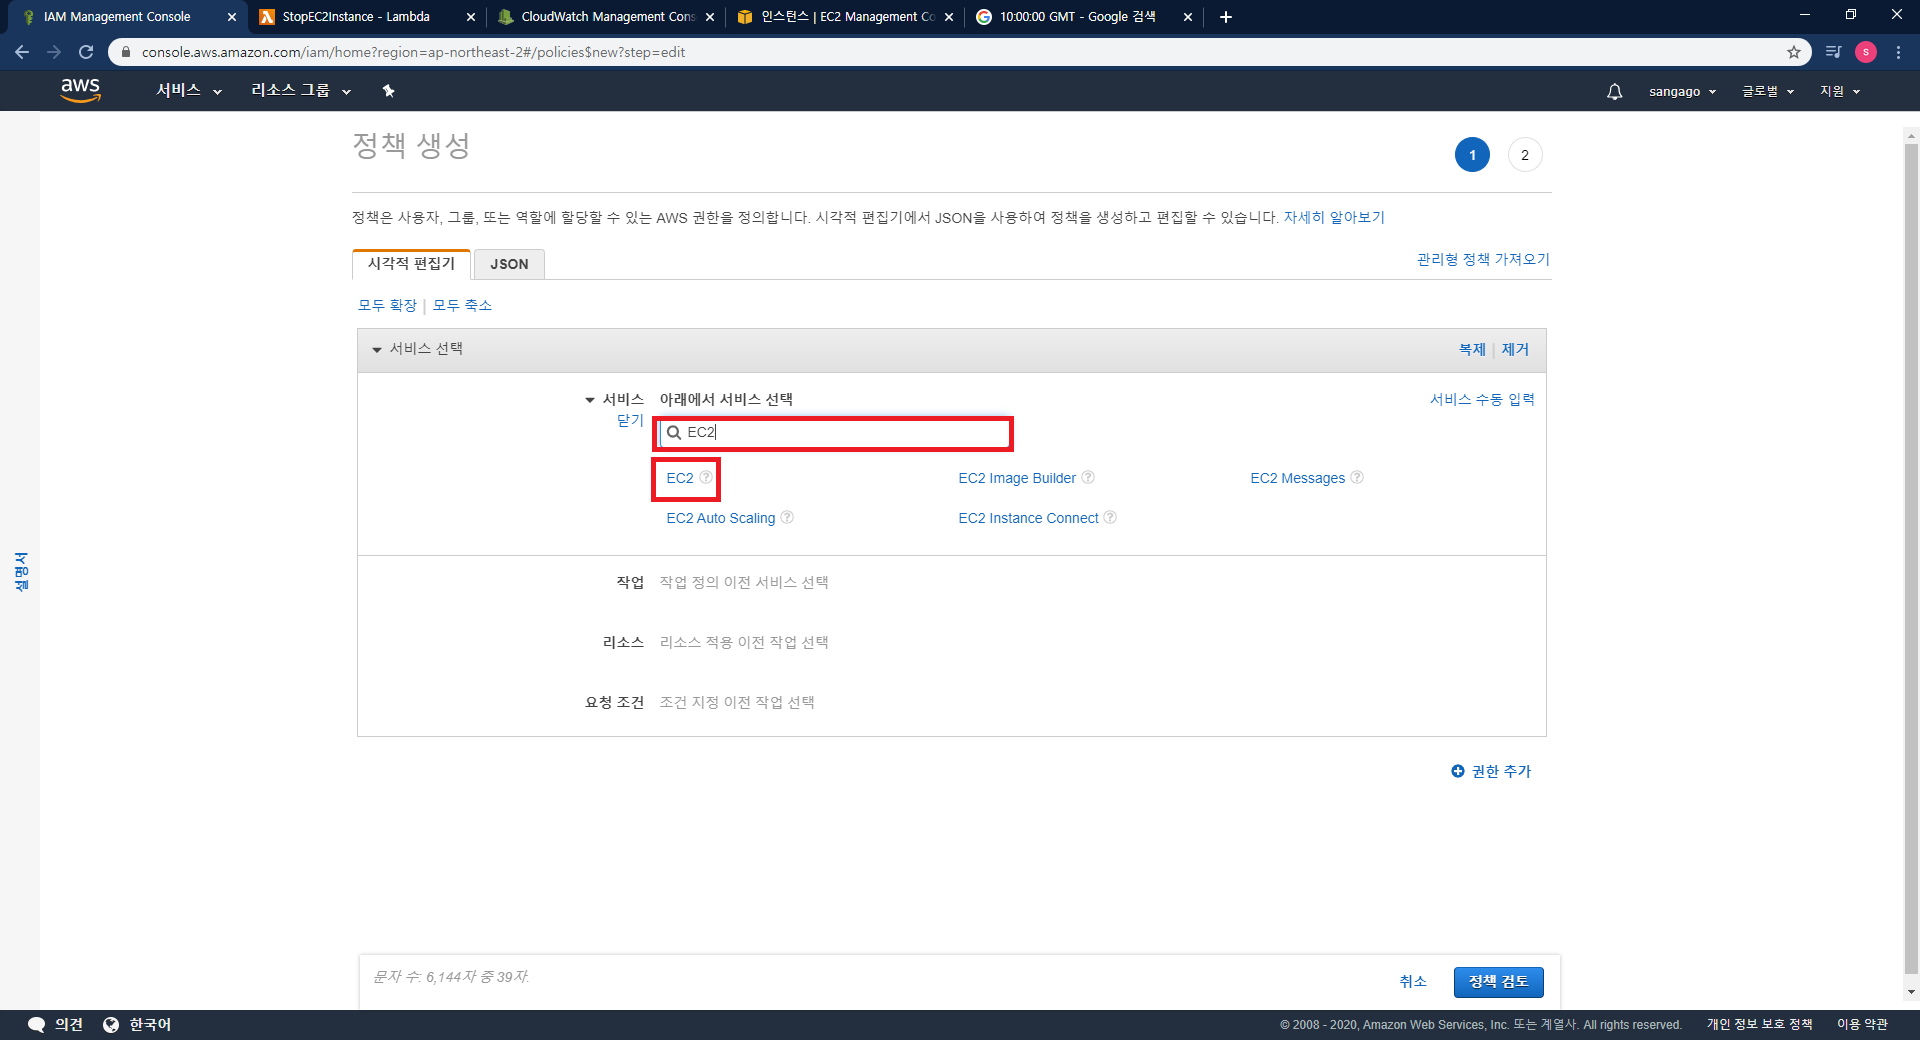 IAM Management Console
StopEC2Instance - Lambda
CloudWatch Management Cons
인스턴스 | EC2 Management Co
10:00:00 GMT - Google 검색
console.aws.amazon.com/iam/home?region=ap-northeast-2#/policies$new?step=edit
s
aws
서비스
리소스 그룹
sangago
글로벌
지원
정책 생성
1
2
정책은 사용자, 그룹, 또는 역할에 할당할 수 있는 AWS 권한을 정의합니다. 시각적 편집기에서 JSON을 사용하여 정책을 생성하고 편집할 수 있습니다. 자세히 알아보기
시각적 편집기
JSON
관리형 정책 가져오기
모두 확장 | 모두 축소
서비스 선택
복제 | 제거
서비스
아래에서 서비스 선택
서비스 수동 입력
닫기
EC2
EC2
EC2 Image Builder
EC2 Messages
EC2 Auto Scaling
EC2 Instance Connect
설명서
작업
작업 정의 이전 서비스 선택
리소스
리소스 적용 이전 작업 선택
요청 조건
조건 지정 이전 작업 선택
권한 추가
문자 수: 6,144자 중 39자.
취소
정책 검토
의견
한국어
© 2008 - 2020, Amazon Web Services, Inc. 또는 계열사. All rights reserved.
개인 정보 보호 정책
이용 약관